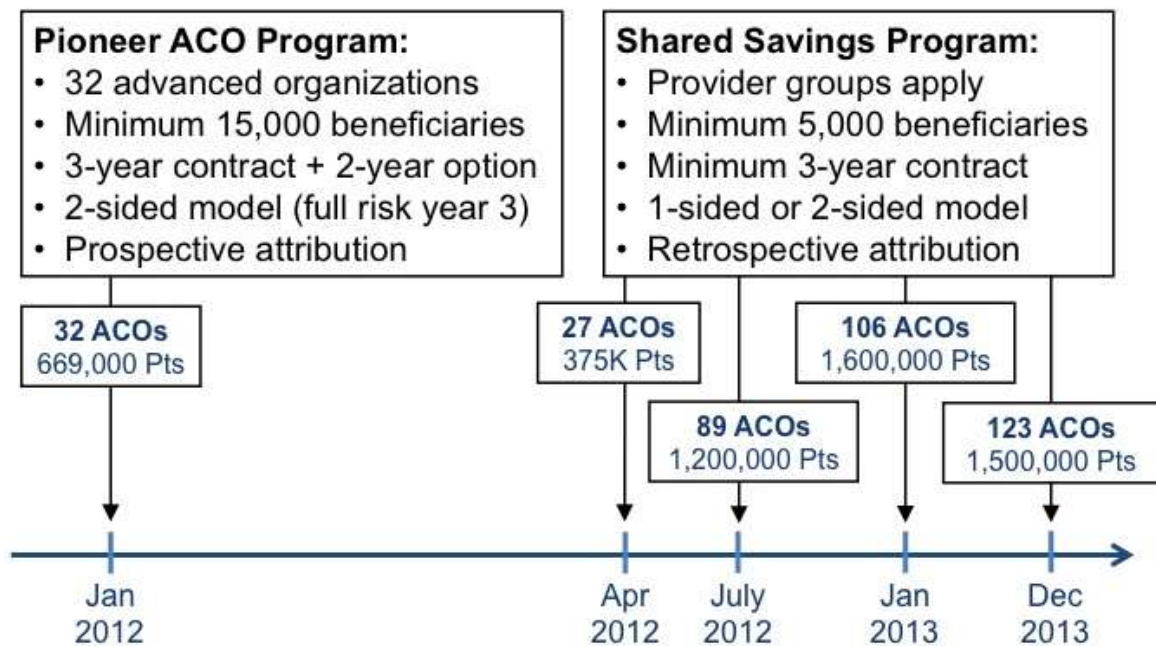 Pioneer ACO Program:
• 32 advanced organizations
• Minimum 15,000 beneficiaries
• 3-year contract + 2-year option
• 2-sided model (full risk year 3)
• Prospective attribution
Shared Savings Program:
• Provider groups apply
• Minimum 5,000 beneficiaries
• Minimum 3-year contract
• 1-sided or 2-sided model
• Retrospective attribution
32 ACOs
669,000 Pts
27 ACOs
375K Pts
89 ACOs
1,200,000 Pts
106 ACOs
1,600,000 Pts
123 ACOs
1,500,000 Pts
Jan
2012
Apr
2012
July
2012
Jan
2013
Dec
2013